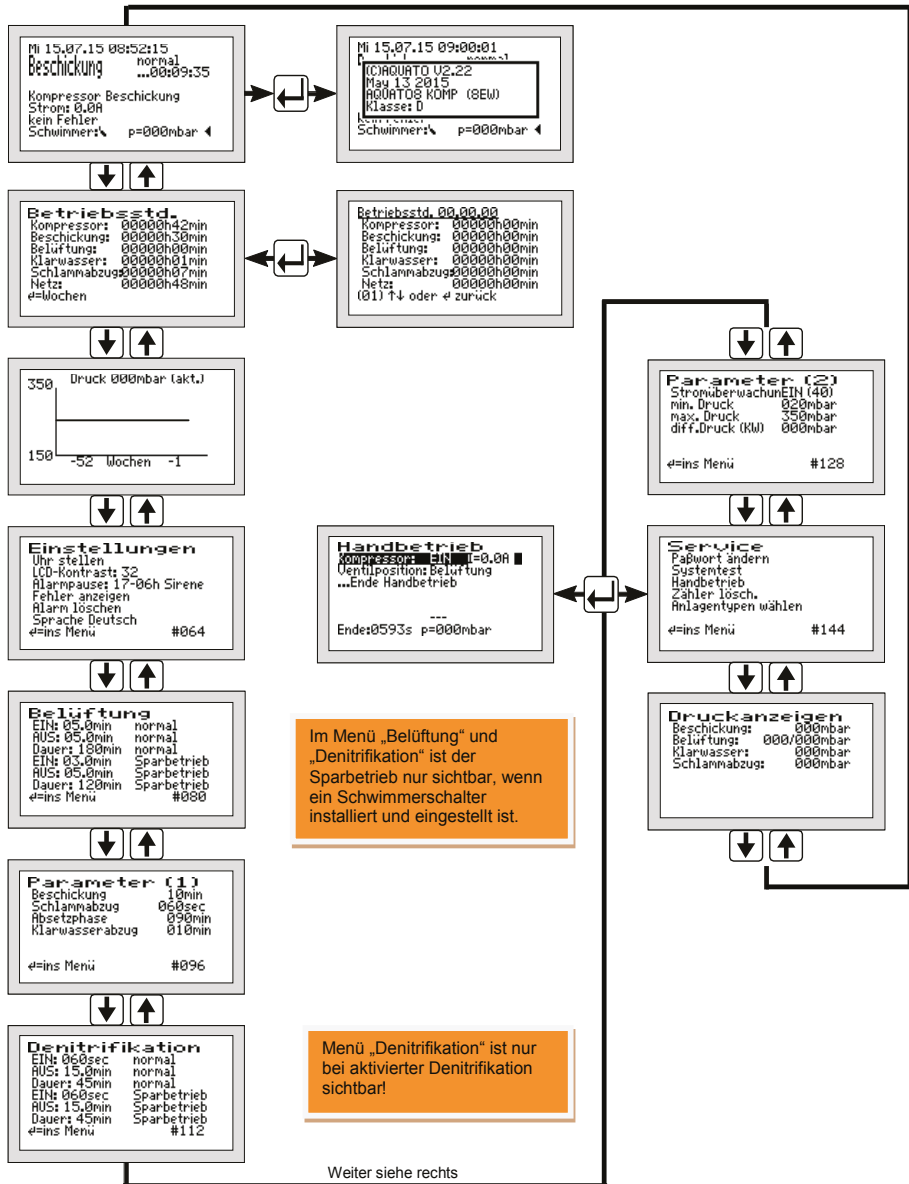 Mi 15.07.15 08:52:15
Beschickung normal
...00:09:35
Kompressor Beschickung
Strom: 0.0A
kein Fehler
Schwimmer: p=000mbar
Mi 15.07.15 09:00:01
(C)AQUATO V2.22
May 13 2015
AQUATO8 KOMP (8EW)
Klasse: D
Schwimmer: p=000mbar
Betriebsstd.
Kompressor: 00000h42min
Beschickung: 00000h30min
Belüftung: 00000h00min
Klarwasser: 00000h01min
Schlammabzug:00000h07min
Netz: 00000h48min
↵=Wochen
Betriebsstd. 00.00.00
Kompressor: 00000h00min
Beschickung: 00000h00min
Belüftung: 00000h00min
Klarwasser: 00000h00min
Schlammabzug:00000h00min
Netz: 00000h00min
(01) ↑↓ oder ↵ zurück
Druck 000mbar (akt.)
350
150
-52 Wochen -1
Einstellungen
Uhr stellen
LCD-Kontrast: 32
Alarmpause: 17-06h Sirene
Fehler anzeigen
Alarm löschen
Sprache Deutsch
↵=ins Menü #064
Belüftung
EIN: 05.0min normal
AUS: 05.0min normal
Dauer: 180min normal
EIN: 03.0min Sparbetrieb
AUS: 05.0min Sparbetrieb
Dauer: 120min Sparbetrieb
↵=ins Menü #080
Parameter (1)
Beschickung 10min
Schlammabzug 060sec
Absetzphase 090min
Klarwasserabzug 010min
↵=ins Menü #096
Denitrifikation
EIN: 060sec normal
AUS: 15.0min normal
Dauer: 45min normal
EIN: 060sec Sparbetrieb
AUS: 15.0min Sparbetrieb
Dauer: 45min Sparbetrieb
↵=ins Menü #112
Handbetrieb
Kompressor: EIN I=0.0A
Ventilposition: Belüftung
...Ende Handbetrieb
---
Ende:0593s p=000mbar
Im Menü „Belüftung“ und
„Denitrifikation“ ist der
Sparbetrieb nur sichtbar, wenn
ein Schwimmerschalter
installiert und eingestellt ist.
Menü „Denitrifikation“ ist nur
bei aktivierter Denitrifikation
sichtbar!
Weiter siehe rechts
Parameter (2)
StromüberwachunEIN (40)
min. Druck 020mbar
max. Druck 350mbar
diff.Druck (KW) 000mbar
↵=ins Menü #128
Service
Paßwort ändern
Systemtest
Handbetrieb
Zähler lösch.
Anlagentypen wählen
↵=ins Menü #144
Druckanzeigen
Beschickung: 000mbar
Belüftung: 000/000mbar
Klarwasser: 000mbar
Schlammabzug: 000mbar